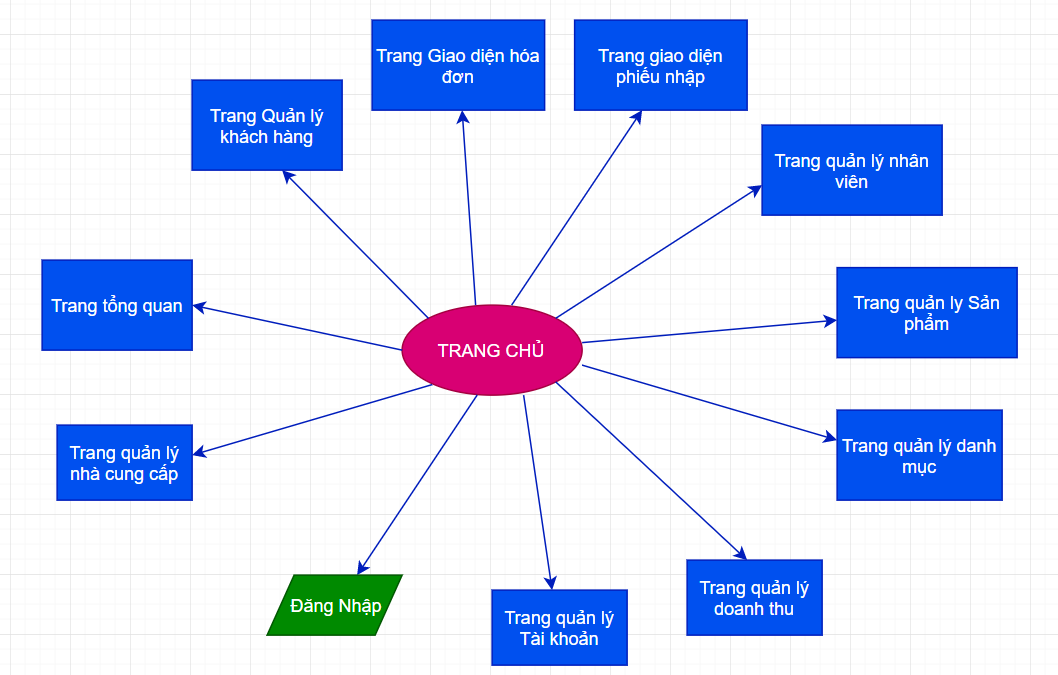 Trang Giao diện hóa
đơn
Trang giao diện
phiếu nhập
Trang Quản lý
khách hàng
Trang quản lý nhân
viên
Trang tổng quan
Trang quản ly Sản
phẩm
TRANG CHỦ
Trang quản lý
nhà cung cấp
Trang quản lý danh
mục
Đăng Nhập
Trang quản lý
Tài khoản
Trang quản lý
doanh thu